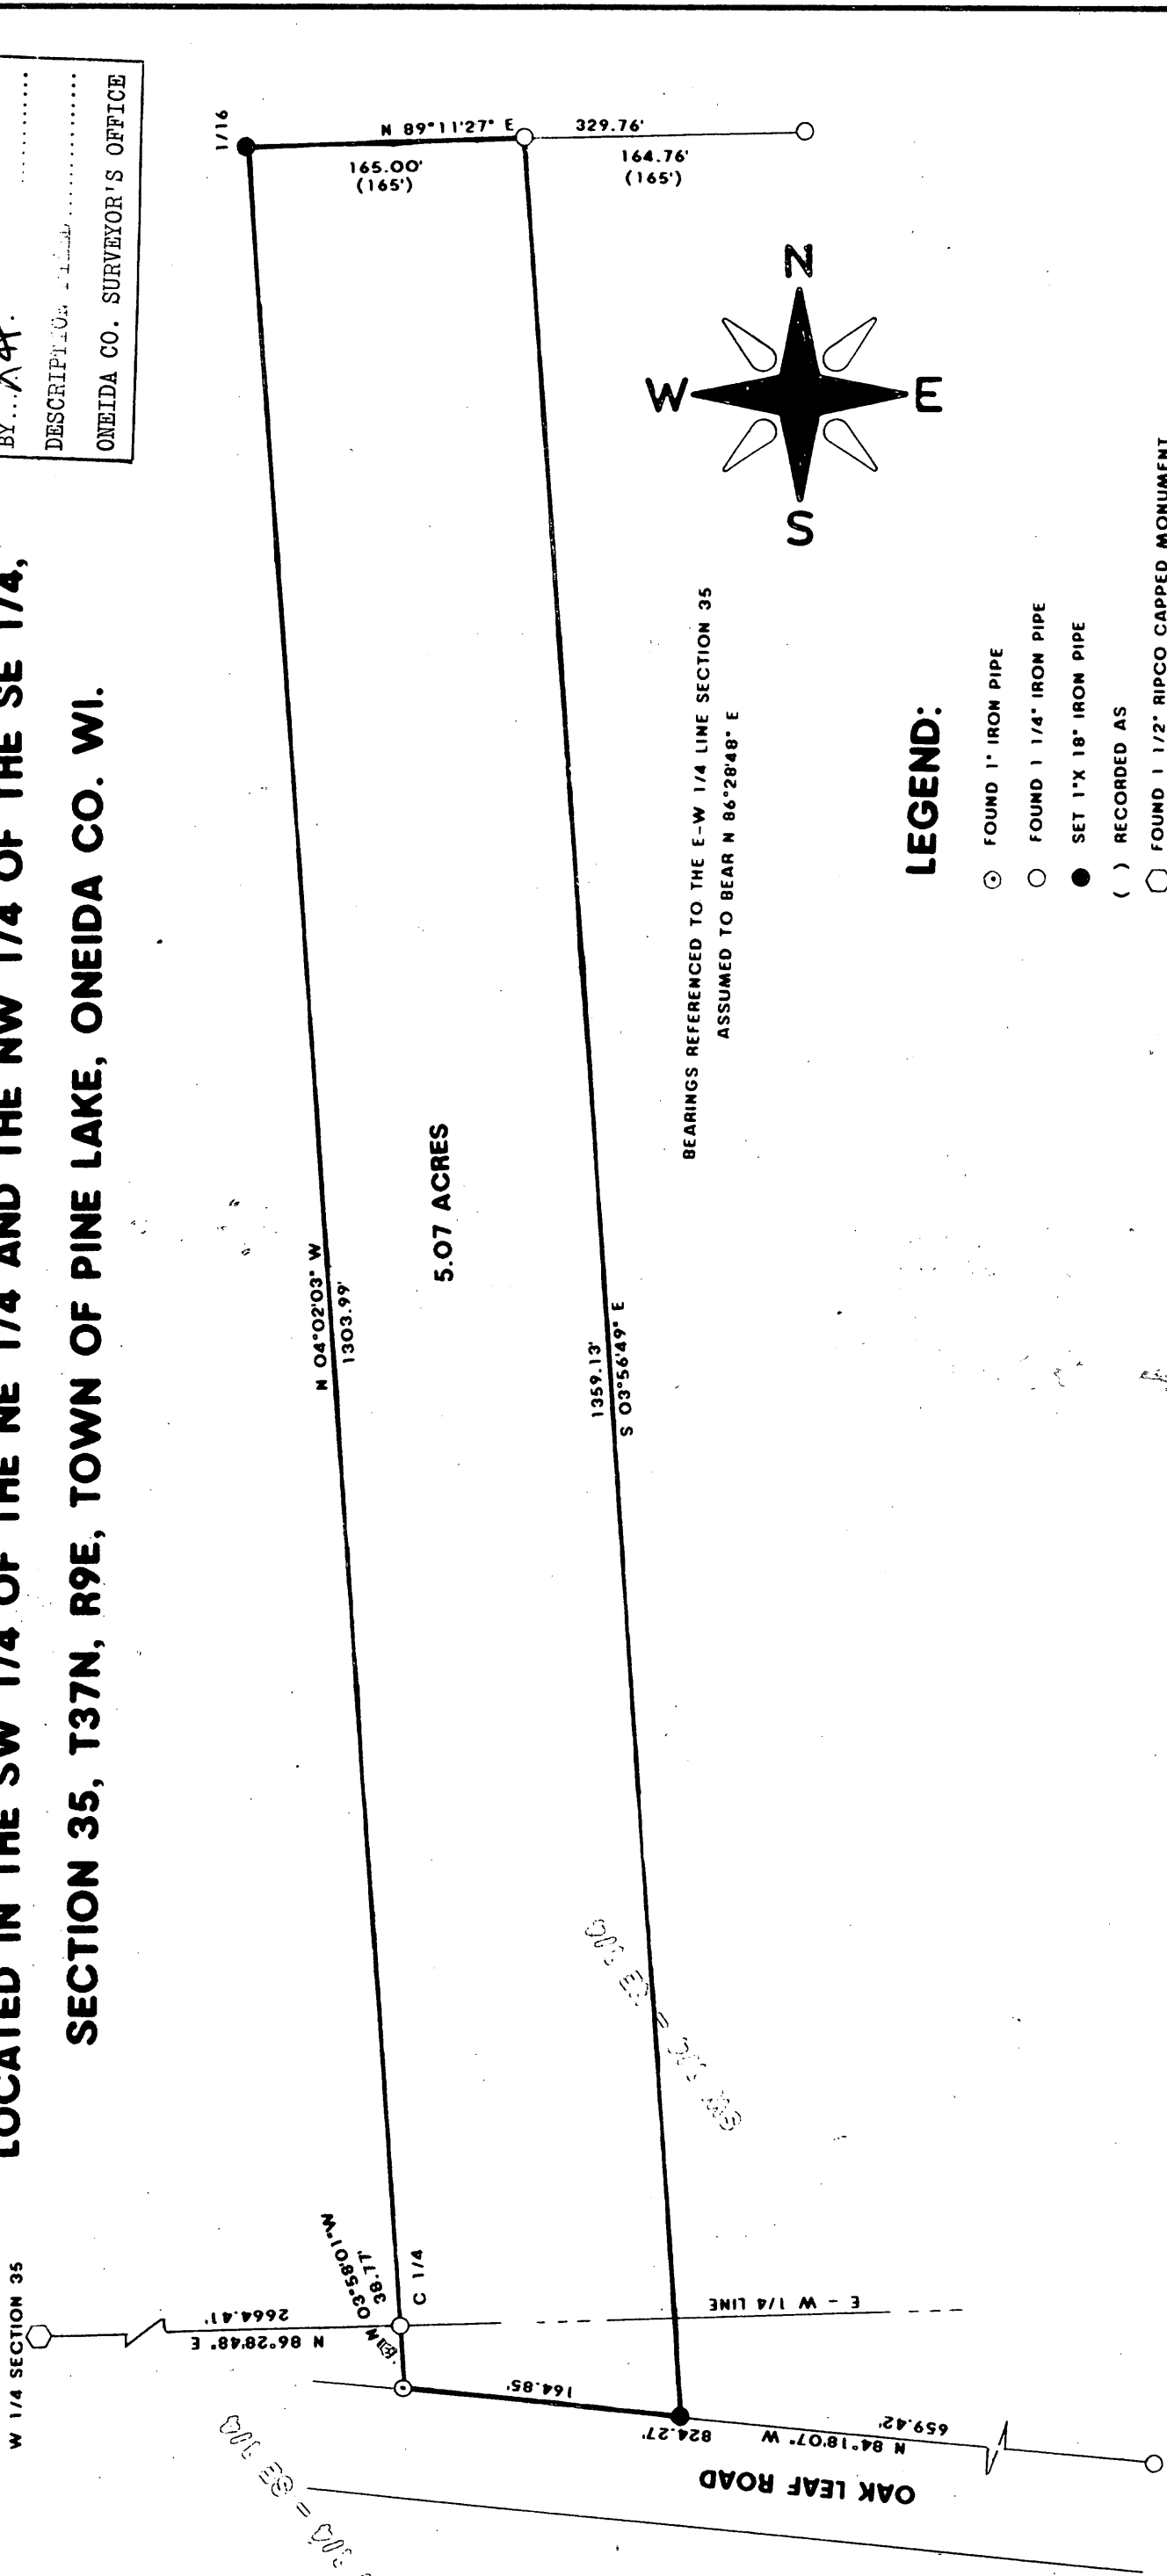 LOCATED IN THE SW 1/4 OF THE NE 1/4 AND THE NW 1/4 OF THE SE 1/4,
SECTION 35, T37N, R9E, TOWN OF PINE LAKE, ONEIDA CO. WI.
BY
DESCRIPTION
ONEIDA CO. SURVEYOR'S OFFICE
W 1/4 SECTION 35
2664.41'
N 86°28'48" E
N 03°58'01" W
38.77'
C 1/4
N 04°02'03" W
1303.99'
1/16
N 89°11'27" E
329.76'
165.00'
(165')
164.76'
(165')
5.07 ACRES
1359.13'
S 03°56'49" E
E - W 1/4 LINE
164.85'
824.27'
N 84°18'07" W
659.42'
OAK LEAF ROAD
N
W
E
S
BEARINGS REFERENCED TO THE E-W 1/4 LINE SECTION 35
ASSUMED TO BEAR N 86°28'48" E
LEGEND:
FOUND 1" IRON PIPE
FOUND 1 1/4" IRON PIPE
SET 1"X 18" IRON PIPE
( ) RECORDED AS
FOUND 1 1/2" RIPCO CAPPED MONUMENT